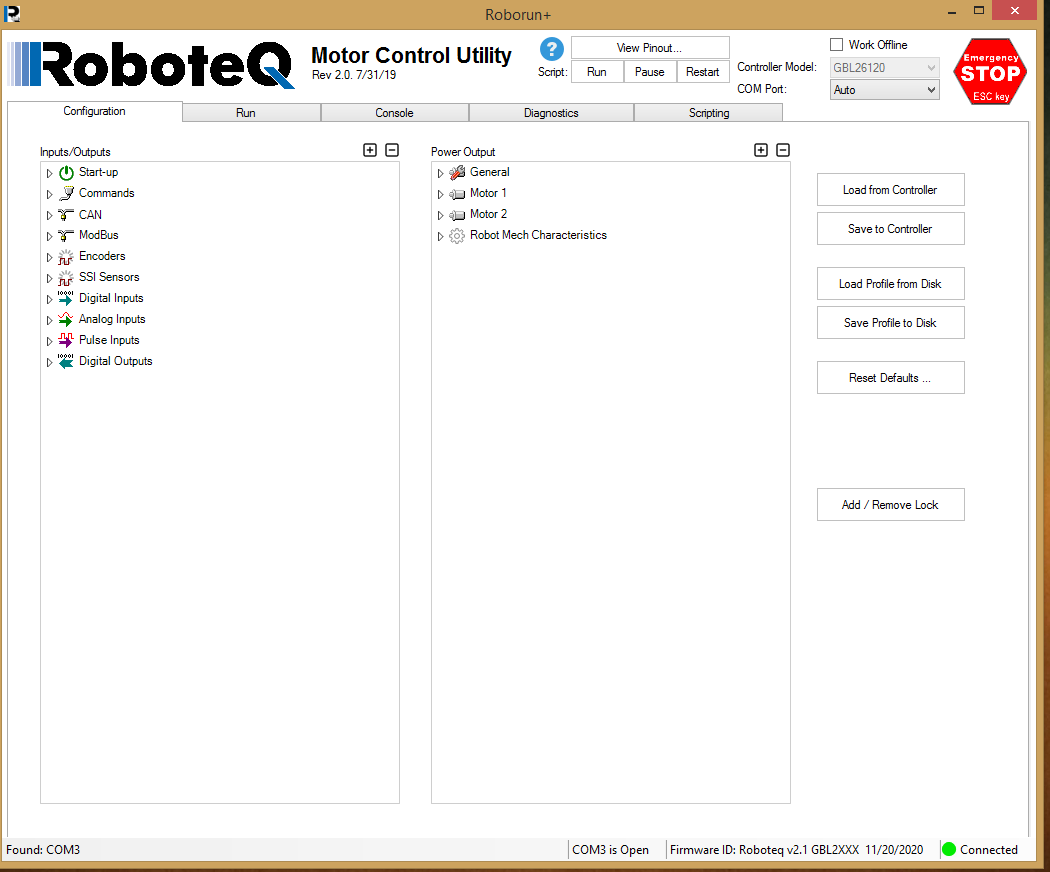 Roborun+
RoboteQ
Motor Control Utility
Rev 2.0. 7/31/19
?
View Pinout...
Script:
Run
Pause
Restart
Work Offline
Controller Model:
GBL26120
COM Port:
Auto
Emergency
STOP
ESC key
Configuration
Run
Console
Diagnostics
Scripting
Inputs/Outputs
Start-up
Commands
CAN
ModBus
Encoders
SSI Sensors
Digital Inputs
Analog Inputs
Pulse Inputs
Digital Outputs
Power Output
General
Motor 1
Motor 2
Robot Mech Characteristics
Load from Controller
Save to Controller
Load Profile from Disk
Save Profile to Disk
Reset Defaults ...
Add / Remove Lock
Found: COM3
COM3 is Open
Firmware ID: Roboteq v2.1 GBL2XXX 11/20/2020
Connected